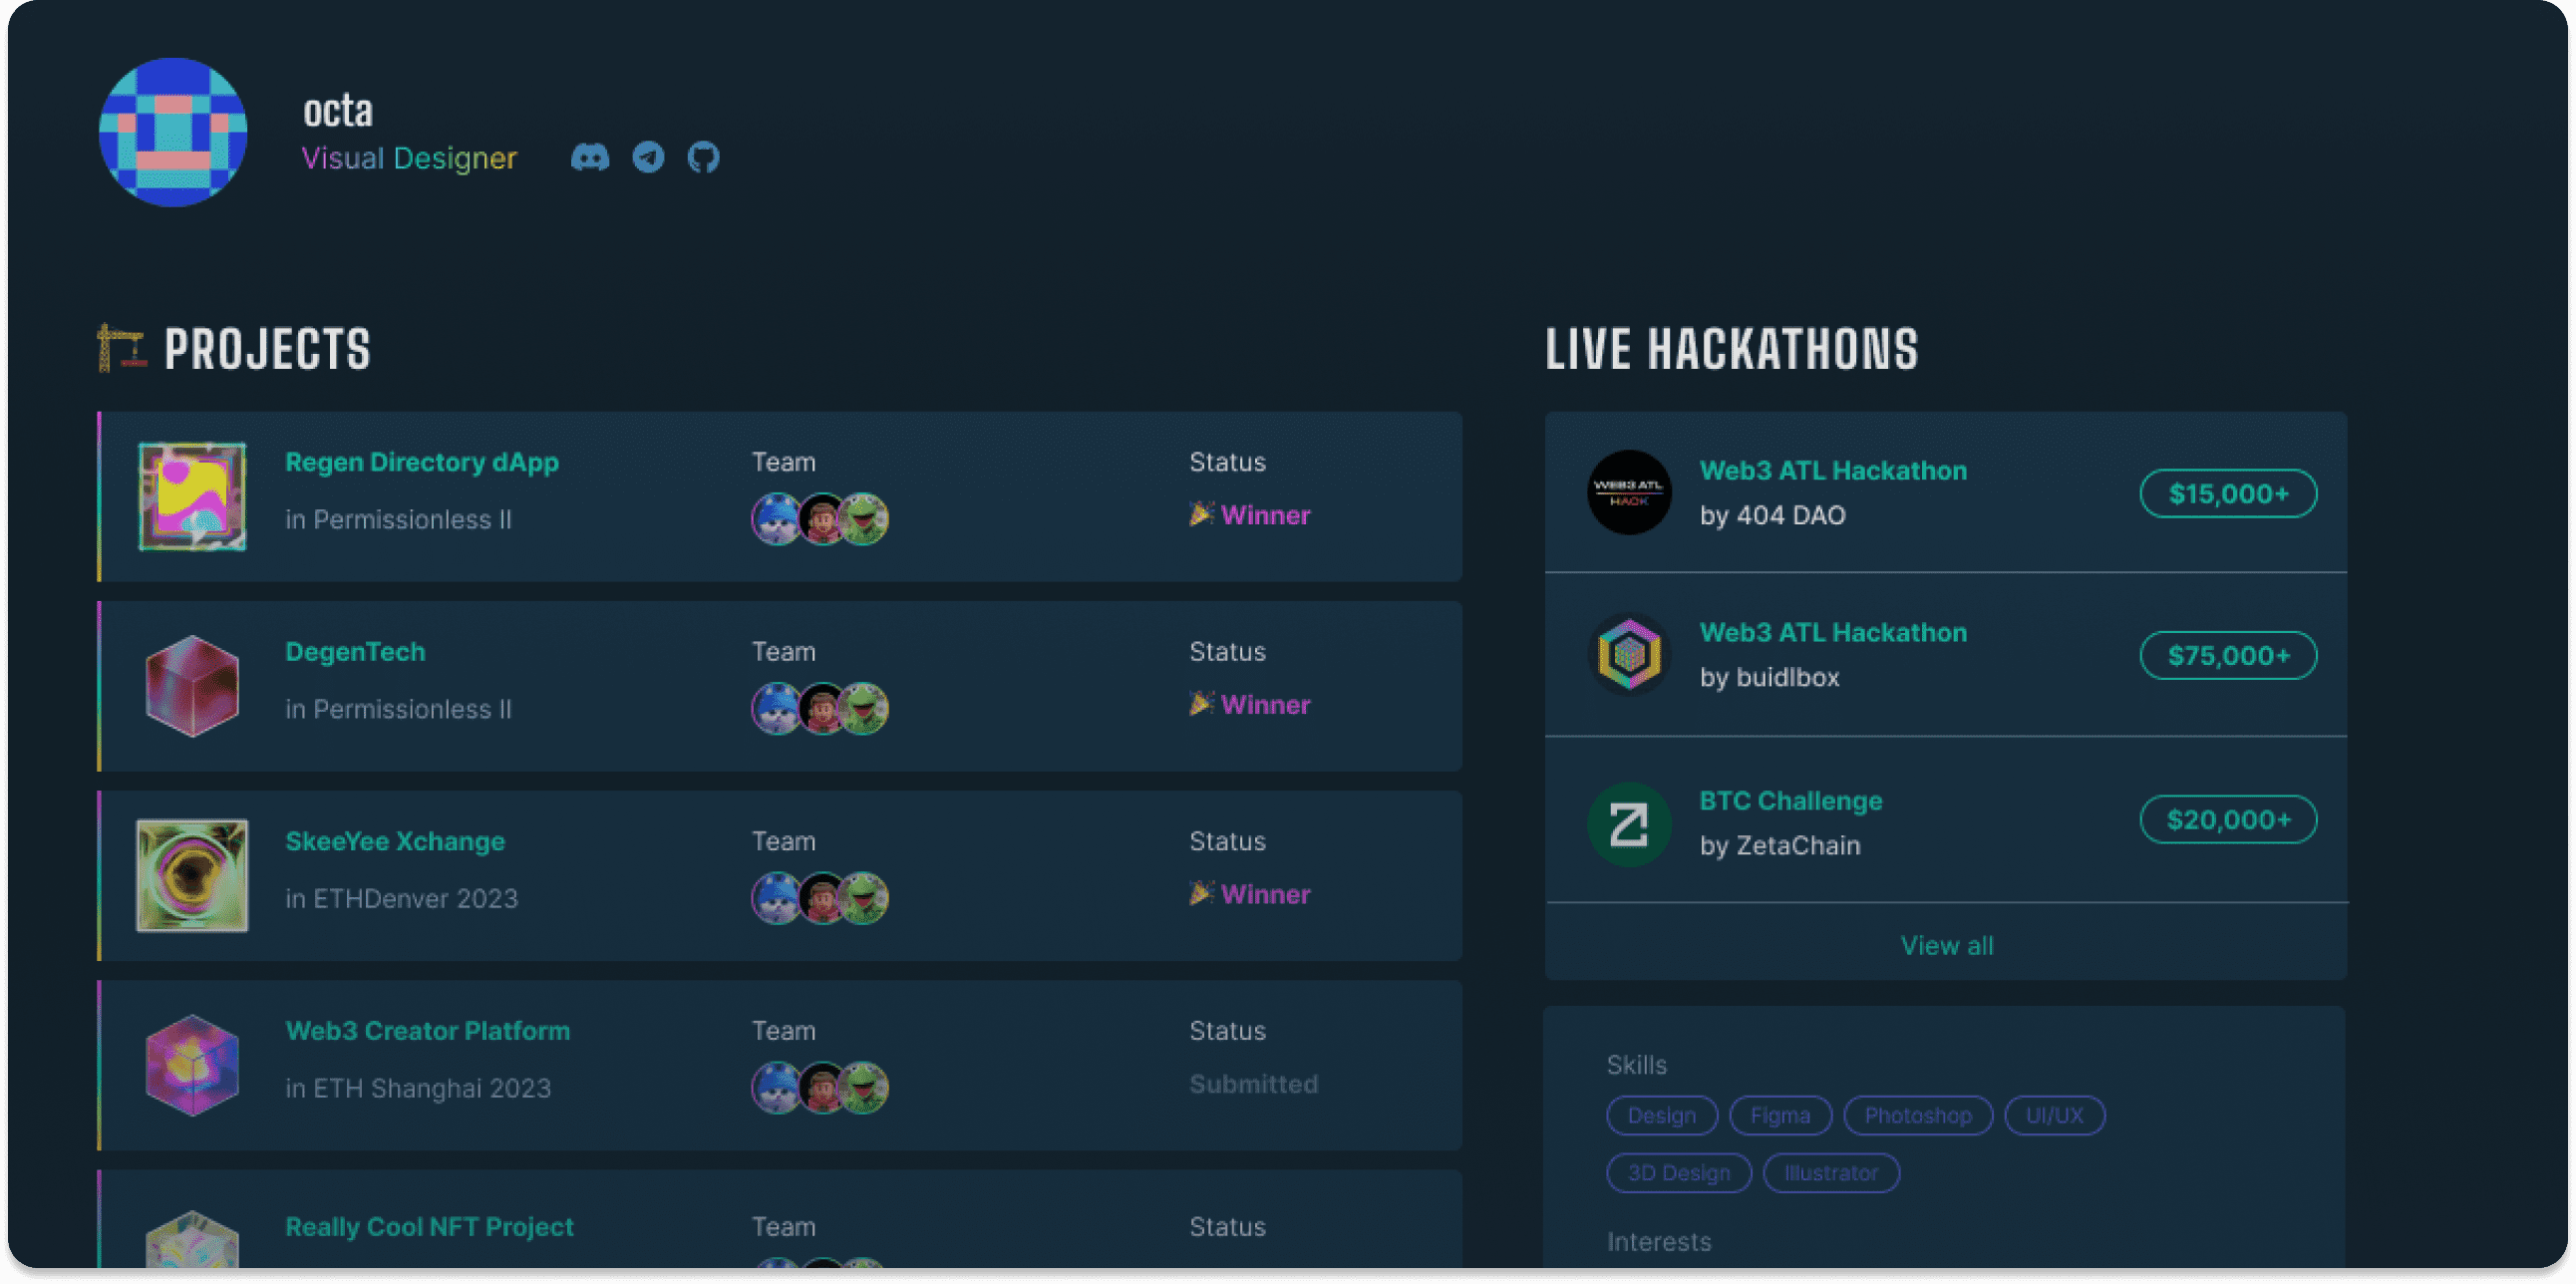 octa
Visual Designer
PROJECTS
Regen Directory dApp
in Permissionless II
Team
Status
Winner
DegenTech
in Permissionless II
Team
Status
Winner
SkeeYee Xchange
in ETHDenver 2023
Team
Status
Winner
Web3 Creator Platform
in ETH Shanghai 2023
Team
Status
Submitted
Really Cool NFT Project
Team
Status
LIVE HACKATHONS
WEB3 ATL
HACK
Web3 ATL Hackathon
by 404 DAO
$15,000+
Web3 ATL Hackathon
by buidlbox
$75,000+
BTC Challenge
by ZetaChain
$20,000+
View all
Skills
Design
Figma
Photoshop
UI/UX
3D Design
Illustrator
Interests